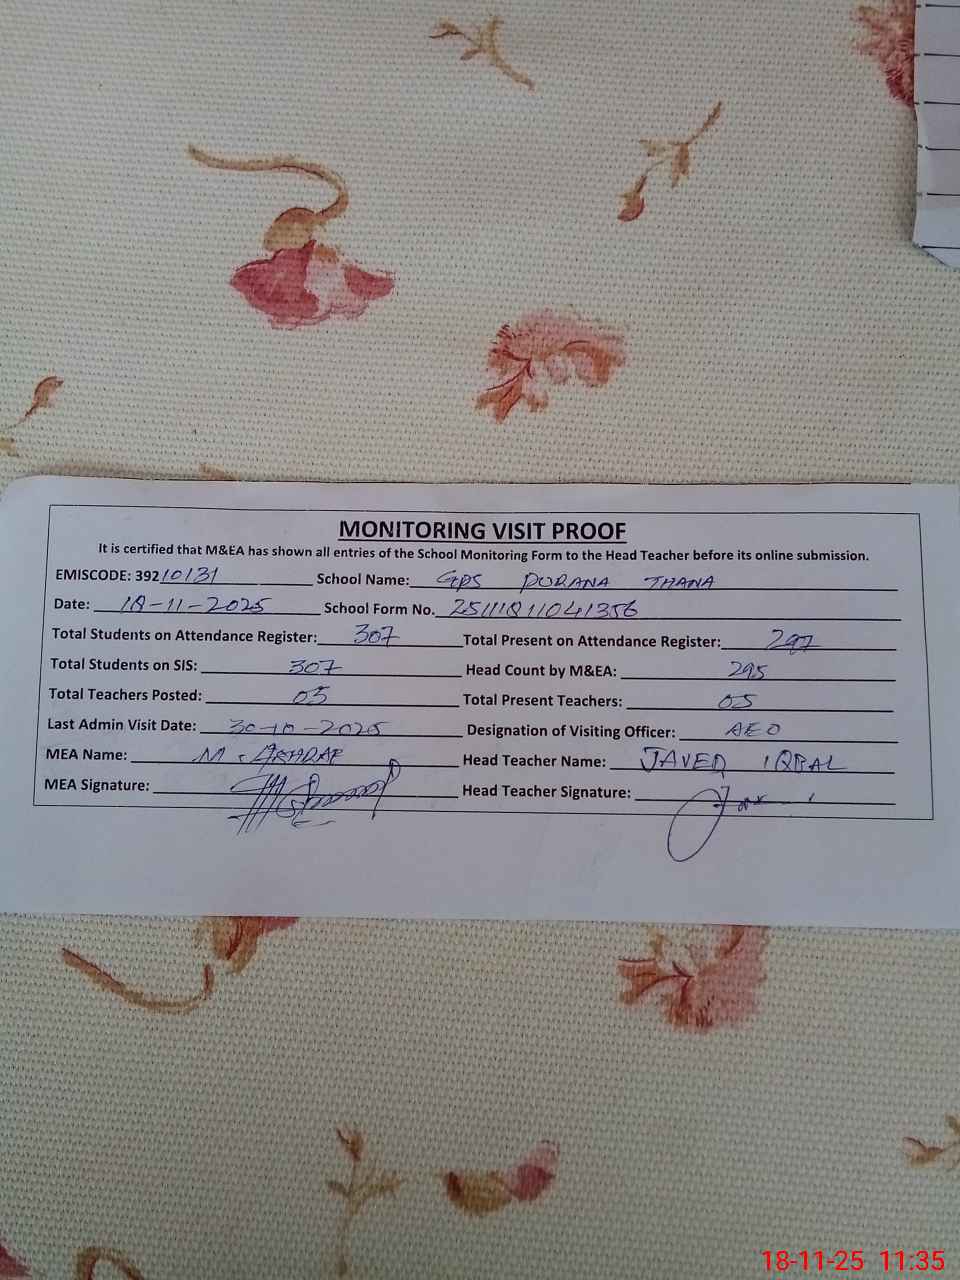 MONITORING VISIT PROOF
It is certified that M&EA has shown all entries of the School Monitoring Form to the Head Teacher before its online submission.
EMISCODE: 39210131 School Name: GPS PURANA THANA
Date: 18-11-2025 School Form No. 25111811041356
Total Students on Attendance Register: 307 Total Present on Attendance Register: 297
Total Students on SIS: 307 Head Count by M&EA: 295
Total Teachers Posted: 05 Total Present Teachers: 05
Last Admin Visit Date: 30-10-2025 Designation of Visiting Officer: AEO
MEA Name: M. ASHRAF Head Teacher Name: JAVED IQBAL
MEA Signature: Head Teacher Signature:
18-11-25 11:35